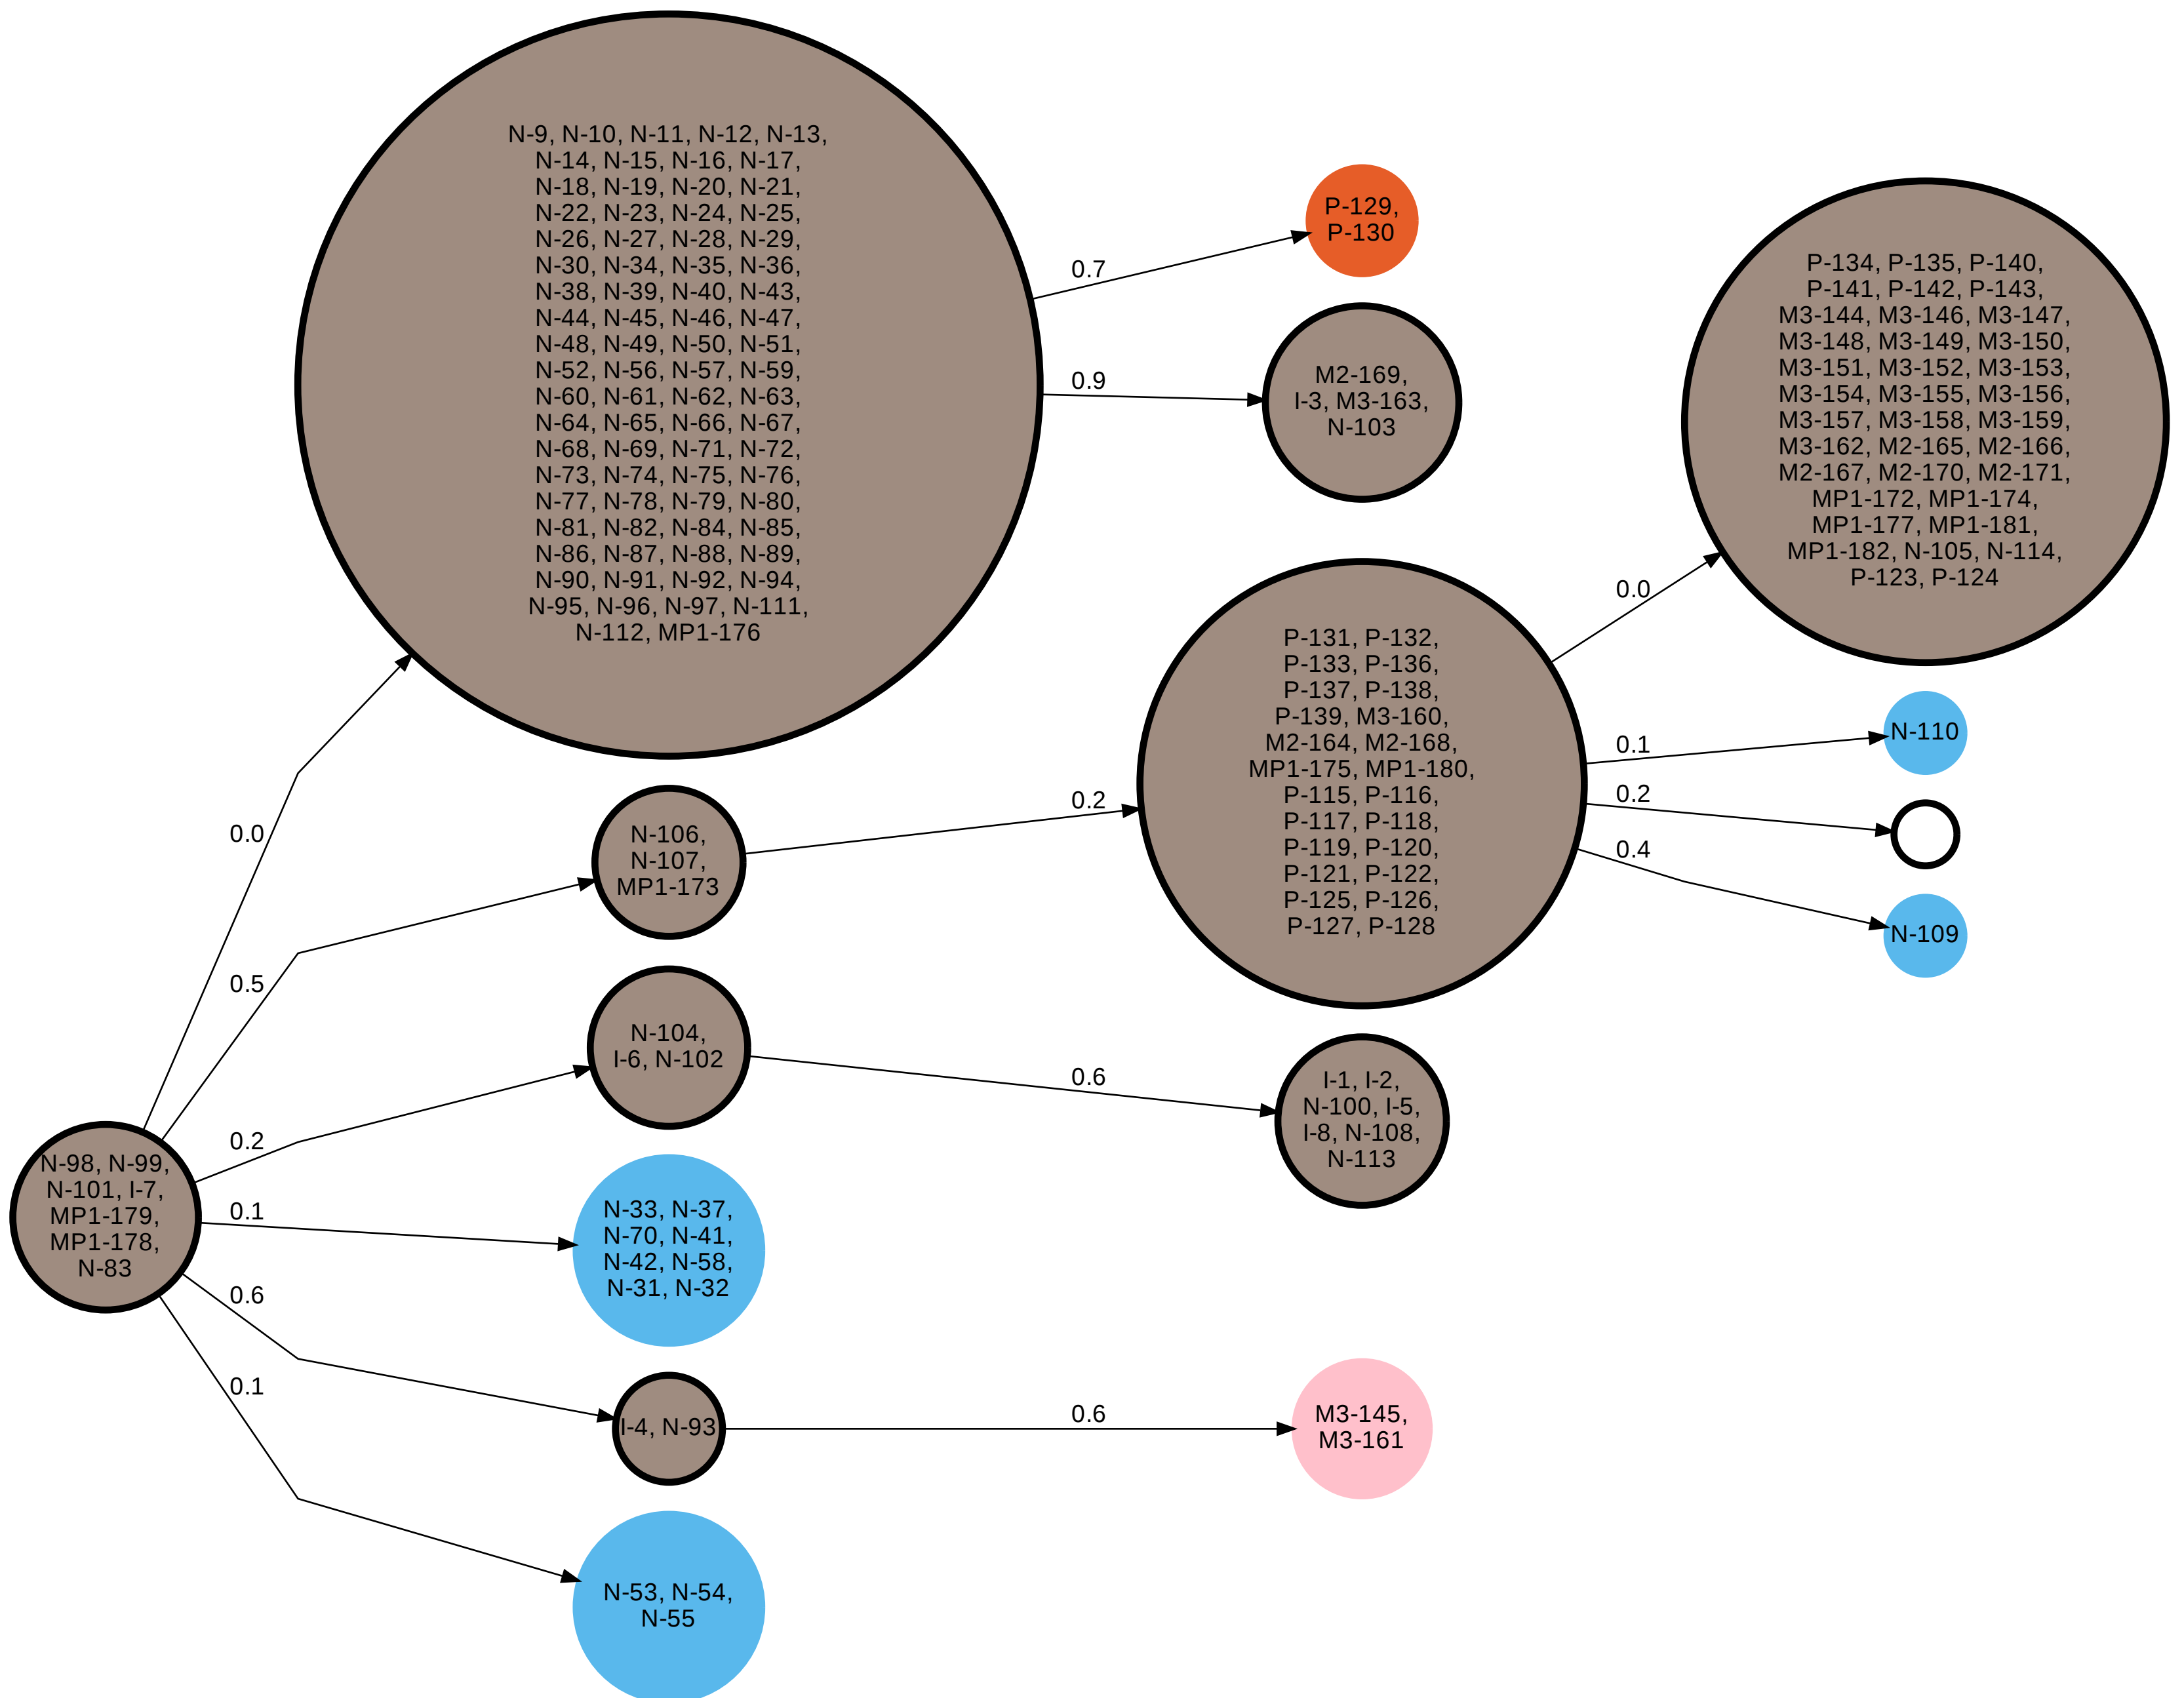 N-9, N-10, N-11, N-12, N-13,
N-14, N-15, N-16, N-17,
N-18, N-19, N-20, N-21,
N-22, N-23, N-24, N-25,
N-26, N-27, N-28, N-29,
N-30, N-34, N-35, N-36,
N-38, N-39, N-40, N-43,
N-44, N-45, N-46, N-47,
N-48, N-49, N-50, N-51,
N-52, N-56, N-57, N-59,
N-60, N-61, N-62, N-63,
N-64, N-65, N-66, N-67,
N-68, N-69, N-71, N-72,
N-73, N-74, N-75, N-76,
N-77, N-78, N-79, N-80,
N-81, N-82, N-84, N-85,
N-86, N-87, N-88, N-89,
N-90, N-91, N-92, N-94,
N-95, N-96, N-97, N-111,
N-112, MP1-176
0.7
P-129,
P-130
0.9
M2-169,
I-3, M3-163,
N-103
P-134, P-135, P-140,
P-141, P-142, P-143,
M3-144, M3-146, M3-147,
M3-148, M3-149, M3-150,
M3-151, M3-152, M3-153,
M3-154, M3-155, M3-156,
M3-157, M3-158, M3-159,
M3-162, M2-165, M2-166,
M2-167, M2-170, M2-171,
MP1-172, MP1-174,
MP1-177, MP1-181,
MP1-182, N-105, N-114,
P-123, P-124
0.0
P-131, P-132,
P-133, P-136,
P-137, P-138,
P-139, M3-160,
M2-164, M2-168,
MP1-175, MP1-180,
P-115, P-116,
P-117, P-118,
P-119, P-120,
P-121, P-122,
P-125, P-126,
P-127, P-128
0.1
N-110
0.2
0.4
N-109
0.0
N-106,
N-107,
MP1-173
0.2
0.5
N-104,
I-6, N-102
0.6
I-1, I-2,
N-100, I-5,
I-8, N-108,
N-113
0.2
N-98, N-99,
N-101, I-7,
MP1-179,
MP1-178,
N-83
0.1
N-33, N-37,
N-70, N-41,
N-42, N-58,
N-31, N-32
0.6
I-4, N-93
0.6
M3-145,
M3-161
0.1
N-53, N-54,
N-55